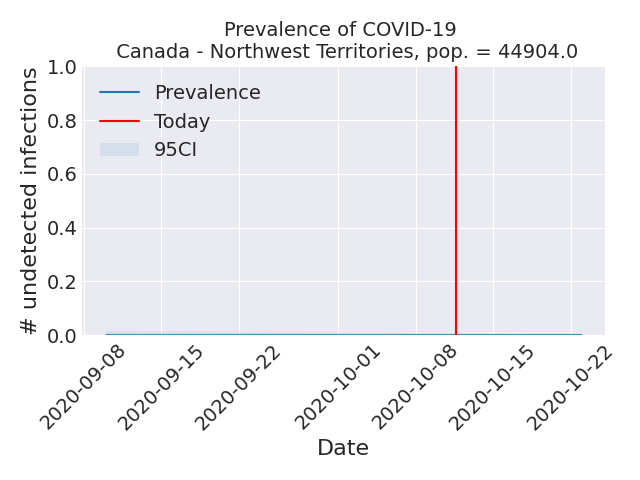 Prevalence of COVID-19
Canada - Northwest Territories, pop. = 44904.0
# undetected infections
1.0
0.8
0.6
0.4
0.2
0.0
Prevalence
Today
95CI
2020-09-08
2020-09-15
2020-09-22
2020-10-01
2020-10-08
2020-10-15
2020-10-22
Date